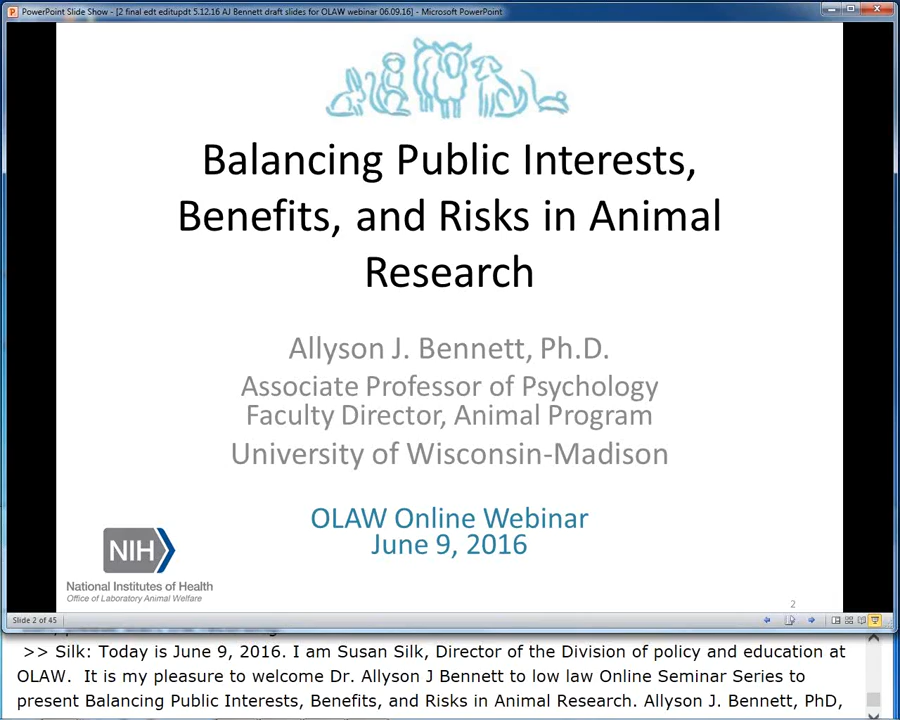 PowerPoint Slide Show - [2 final edt editupdt 5.12.16 AJ Bennett draft slides for OLAW webinar 06.09.16] - Microsoft PowerPoint
Balancing Public Interests,
Benefits, and Risks in Animal
Research
Allyson J. Bennett, Ph.D.
Associate Professor of Psychology
Faculty Director, Animal Program
University of Wisconsin-Madison
OLAW Online Webinar
June 9, 2016
NIH
National Institutes of Health
Office of Laboratory Animal Welfare
2
Slide 2 of 45
>> Silk: Today is June 9, 2016. I am Susan Silk, Director of the Division of policy and education at
OLAW.  It is my pleasure to welcome Dr. Allyson J Bennett to low law Online Seminar Series to
present Balancing Public Interests, Benefits, and Risks in Animal Research. Allyson J. Bennett, PhD,